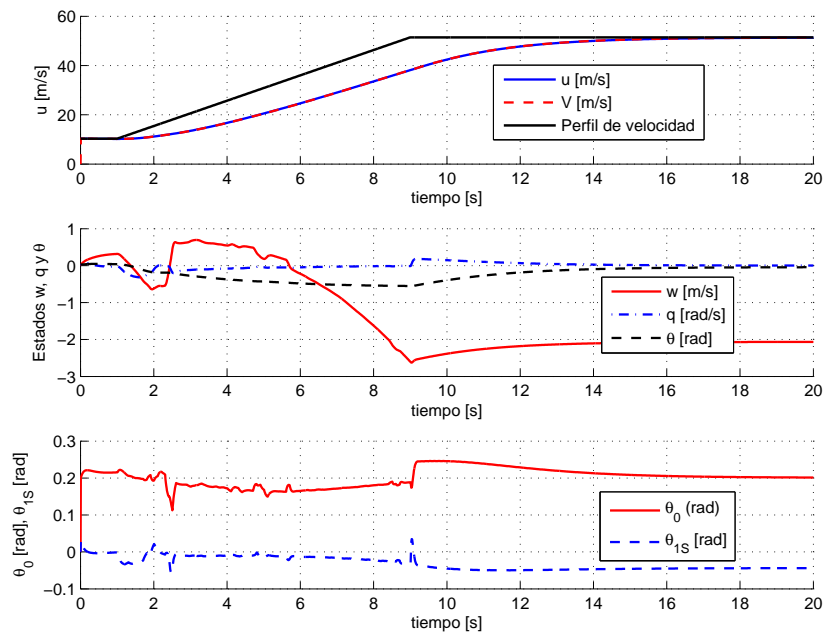 60
40
20
0
u [m/s]
0 2 4 6 8 10 12 14 16 18 20
tiempo [s]
u [m/s]
V [m/s]
Perfil de velocidad
1
0
−1
−2
−3
Estados w, q y θ
0 2 4 6 8 10 12 14 16 18 20
tiempo [s]
w [m/s]
q [rad/s]
θ [rad]
0.3
0.2
0.1
0
−0.1
θ0 [rad], θ1S [rad]
0 2 4 6 8 10 12 14 16 18 20
tiempo [s]
θ0 (rad)
θ1S [rad]